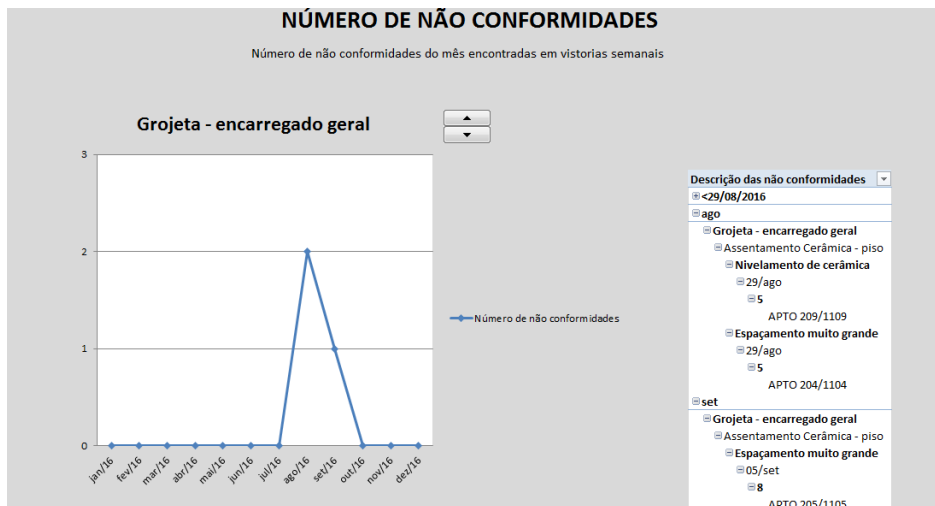 NÚMERO DE NÃO CONFORMIDADES
Número de não conformidades do mês encontradas em vistorias semanais
Grojeta - encarregado geral
3
2
1
0
jan/16
fev/16
mar/16
abr/16
mai/16
jun/16
jul/16
ago/16
set/16
out/16
nov/16
dez/16
Número de não conformidades
Descrição das não conformidades
<29/08/2016
ago
Grojeta - encarregado geral
Assentamento Cerâmica - piso
Nivelamento de cerâmica
29/ago
5
APTO 209/1109
Espaçamento muito grande
29/ago
5
APTO 204/1104
set
Grojeta - encarregado geral
Assentamento Cerâmica - piso
Espaçamento muito grande
05/set
8
APTO 205/1105